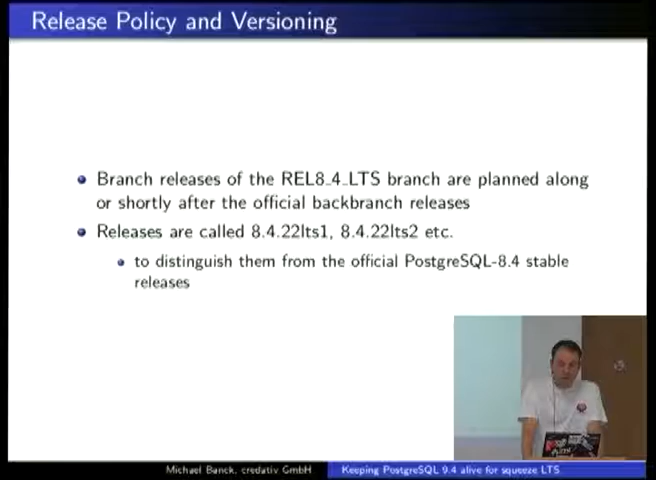 Release Policy and Versioning
Branch releases of the REL8_4_LTS branch are planned along
or shortly after the official backbranch releases
Releases are called 8.4.22lts1, 8.4.22lts2 etc.
to distinguish them from the official PostgreSQL-8.4 stable
releases
Michael Banck, credativ GmbH
Keeping PostgreSQL 9.4 alive for squeeze LTS